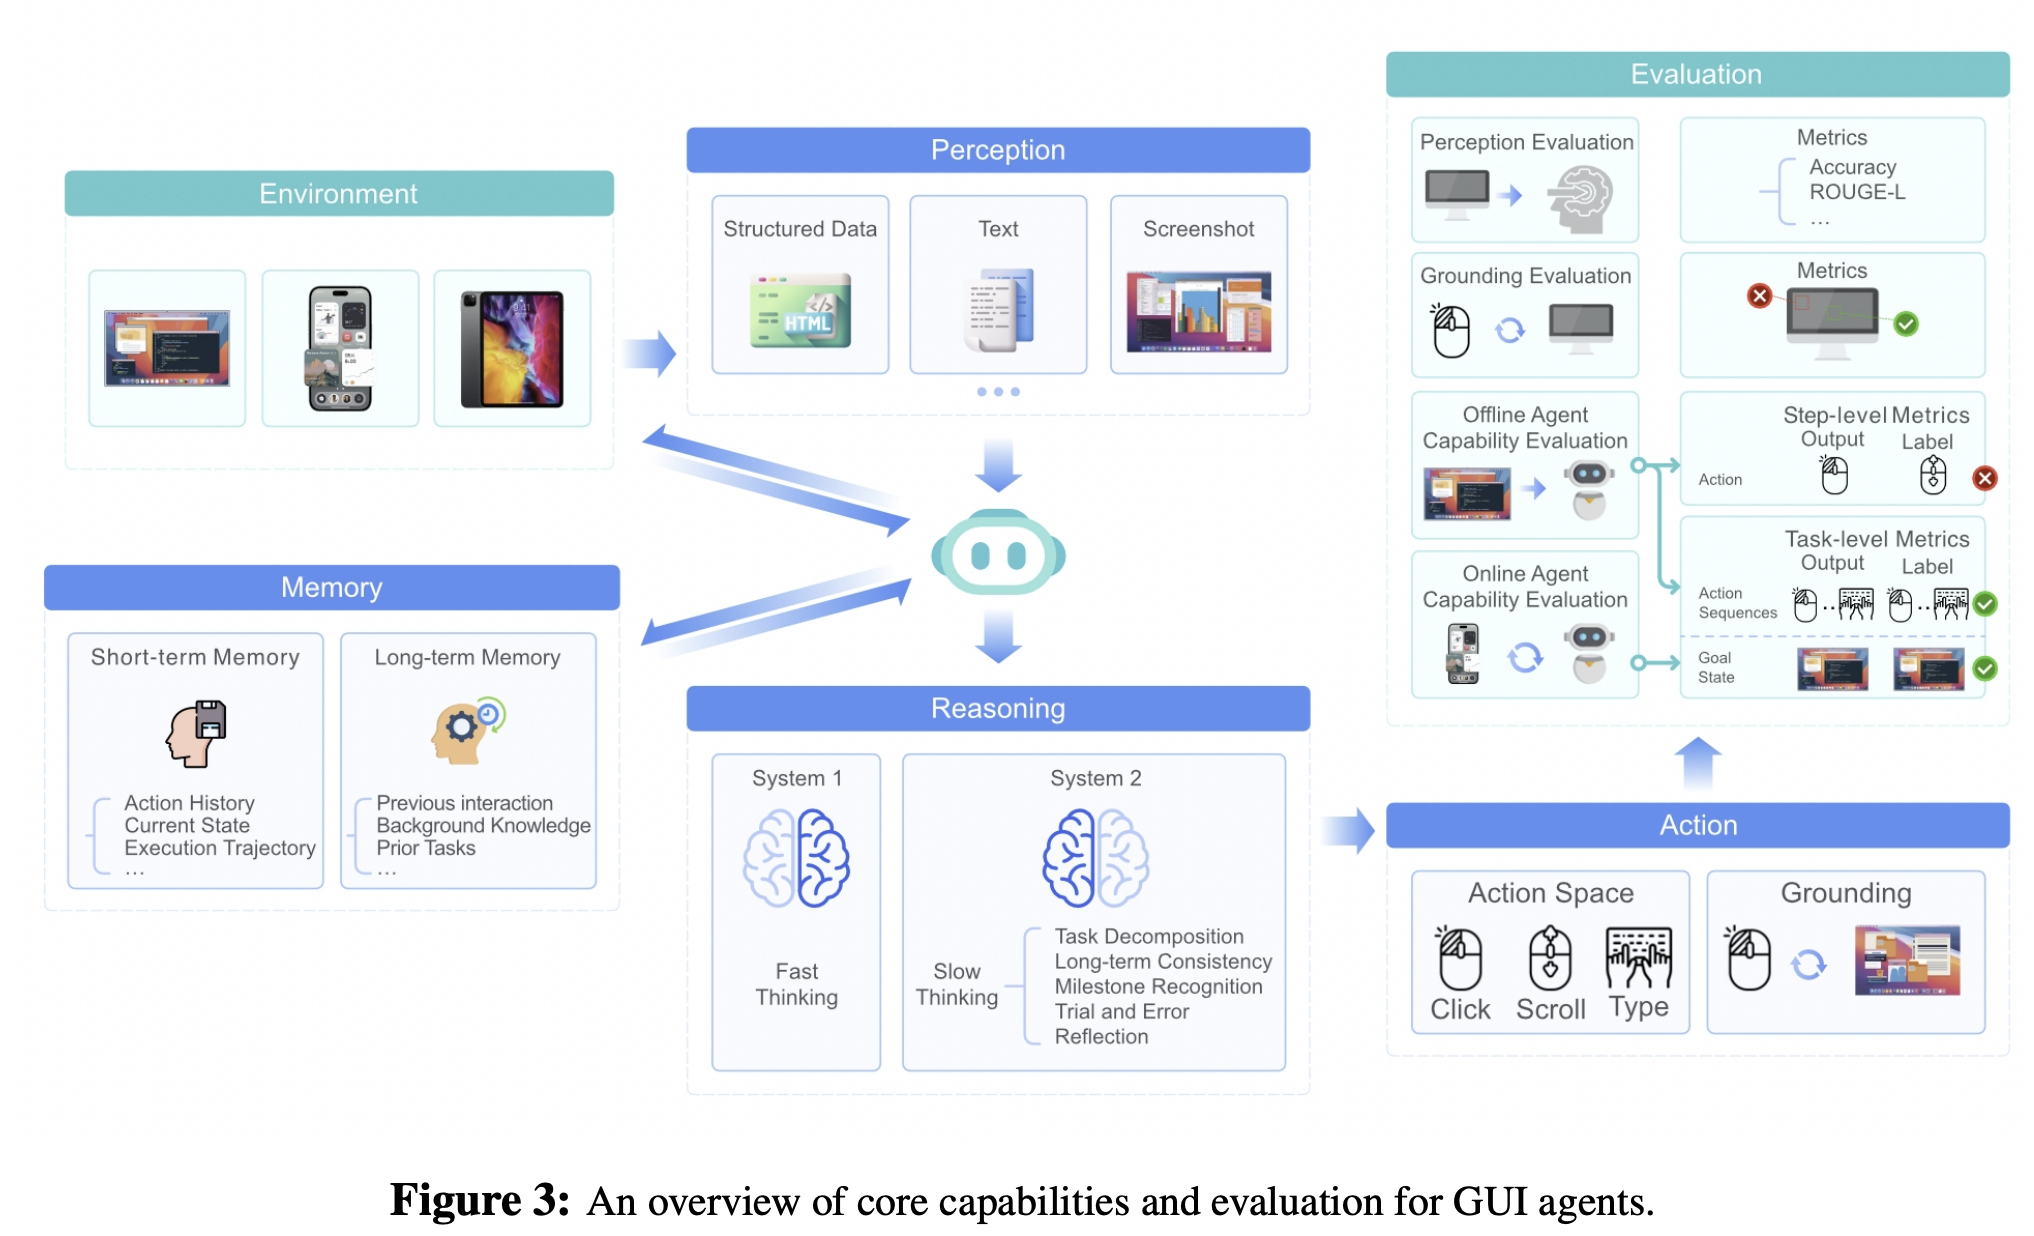 Environment
Perception
Structured Data
HTML
Text
Screenshot
Memory
Short-term Memory
Action History
Current State
Execution Trajectory
...
Long-term Memory
Previous interaction
Background Knowledge
Prior Tasks
...
Reasoning
System 1
Fast
Thinking
System 2
Slow
Thinking
Task Decomposition
Long-term Consistency
Milestone Recognition
Trial and Error
Reflection
Evaluation
Perception Evaluation
Metrics
Accuracy
ROUGE-L
...
Grounding Evaluation
Metrics
Offline Agent
Capability Evaluation
Step-level Metrics
Output Label
Action
Task-level Metrics
Output Label
Action
Sequences
Online Agent
Capability Evaluation
Goal
State
Action
Action Space
Click Scroll Type
Grounding
Figure 3: An overview of core capabilities and evaluation for GUI agents.